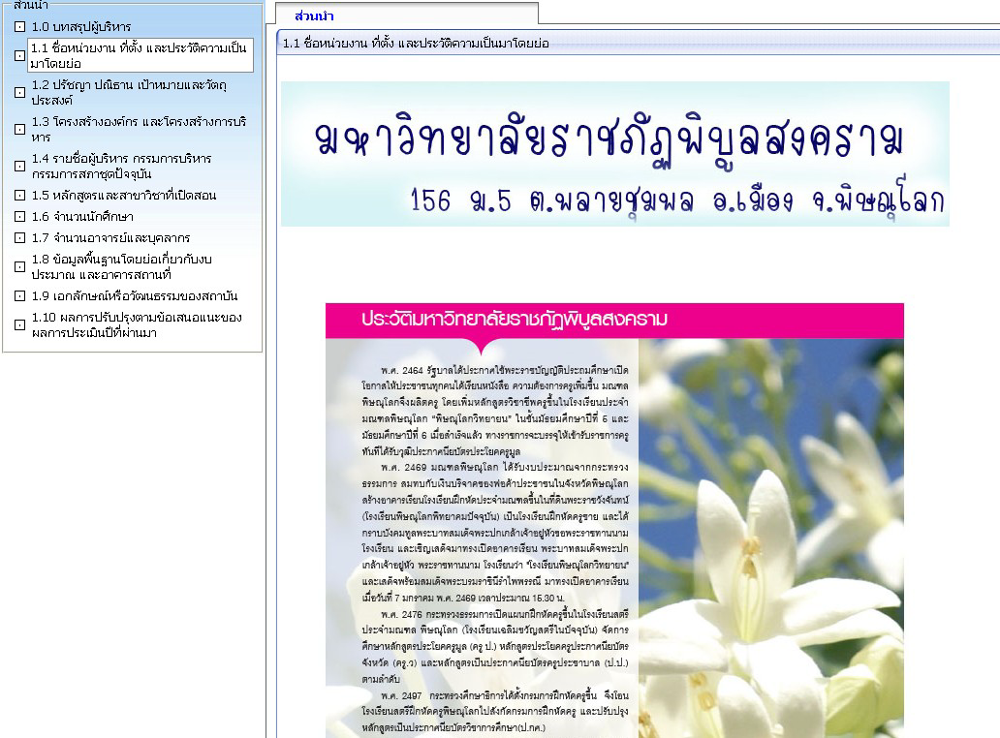 ส่วนนำ
1.0 บทสรุปผู้บริหาร
1.1 ชื่อหน่วยงาน ที่ตั้ง และประวัติความเป็น
มาโดยย่อ
1.2 ปรัชญา ปณิธาน เป้าหมายและวัตถุ
ประสงค์
1.3 โครงสร้างองค์กร และโครงสร้างการบริ
หาร
1.4 รายชื่อผู้บริหาร กรรมการบริหาร
กรรมการสภาชุดปัจจุบัน
1.5 หลักสูตรและสาขาวิชาที่เปิดสอน
1.6 จำนวนนักศึกษา
1.7 จำนวนอาจารย์และบุคลากร
1.8 ข้อมูลพื้นฐานโดยย่อเกี่ยวกับงบ
ประมาณ และอาคารสถานที่
1.9 เอกลักษณ์หรือวัฒนธรรมของสถาบัน
1.10 ผลการปรับปรุงตามข้อเสนอแนะของ
ผลการประเมินปีที่ผ่านมา
ส่วนนำ
1.1 ชื่อหน่วยงาน ที่ตั้ง และประวัติความเป็นมาโดยย่อ
มหาวิทยาลัยราชภัฏพิบูลสงคราม
156 ม.5 ต.พลายชุมพล อ.เมือง จ.พิษณุโลก
ประวัติมหาวิทยาลัยราชภัฏพิบูลสงคราม
พ.ศ. 2464 รัฐบาลได้ประกาศใช้พระราชบัญญัติประถมศึกษาเปิด
โอกาสให้ประชาชนทุกคนได้เรียนหนังสือ ความต้องการครูเพิ่มขึ้น มณฑล
พิษณุโลกจึงผลิตครู โดยเพิ่มหลักสูตรวิชาชีพครูขึ้นในโรงเรียนประจำ
มณฑลพิษณุโลก "พิษณุโลกวิทยายน" ในชั้นมัธยมศึกษาปีที่ 5 และ
มัธยมศึกษาปีที่ 6 เมื่อสำเร็จแล้ว ทางราชการจะบรรจุให้เข้ารับราชการครู
ทันทีได้รับวุฒิประกาศนียบัตรประโยคครูมูล
พ.ศ. 2469 มณฑลพิษณุโลก ได้รับงบประมาณจากกระทรวง
ธรรมการ สมทบกับเงินบริจาคของพ่อค้าประชาชนในจังหวัดพิษณุโลก
สร้างอาคารเรียนโรงเรียนฝึกหัดประจำมณฑลขึ้นในที่ดินพระราชวังจันทน์
(โรงเรียนพิษณุโลกพิทยาคมปัจจุบัน) เป็นโรงเรียนฝึกหัดครูชาย และได้
กราบบังคมทูลพระบาทสมเด็จพระปกเกล้าเจ้าอยู่หัวขอพระราชทานนาม
โรงเรียน และเชิญเสด็จมาทรงเปิดอาคารเรียน พระบาทสมเด็จพระปก
เกล้าเจ้าอยู่หัว พระราชทานนาม โรงเรียนว่า "โรงเรียนพิษณุโลกวิทยายน"
และเสด็จพร้อมสมเด็จพระบรมราชินีรำไพพรรณี มาทรงเปิดอาคารเรียน
เมื่อวันที่ 7 มกราคม พ.ศ. 2469 เวลาประมาณ 15.30 น.
พ.ศ. 2476 กระทรวงธรรมการเปิดแผนกฝึกหัดครูขึ้นในโรงเรียนสตรี
ประจำมณฑล พิษณุโลก (โรงเรียนเฉลิมขวัญสตรีในปัจจุบัน) จัดการ
ศึกษาหลักสูตรประโยคครูมูล (ครู ป.) หลักสูตรประโยคครูประกาศนียบัตร
จังหวัด (ครู.ว) และหลักสูตรเป็นประกาศนียบัตรครูประชาบาล (ป.ป.)
ตามลำดับ
พ.ศ. 2497 กระทรวงศึกษาธิการได้ตั้งกรมการฝึกหัดครูขึ้น จึงโอน
โรงเรียนสตรีฝึกหัดครูพิษณุโลกไปสังกัดกรมการฝึกหัดครู และปรับปรุง
หลักสูตรเป็นประกาศนียบัตรวิชาการศึกษา(ป.กศ.)